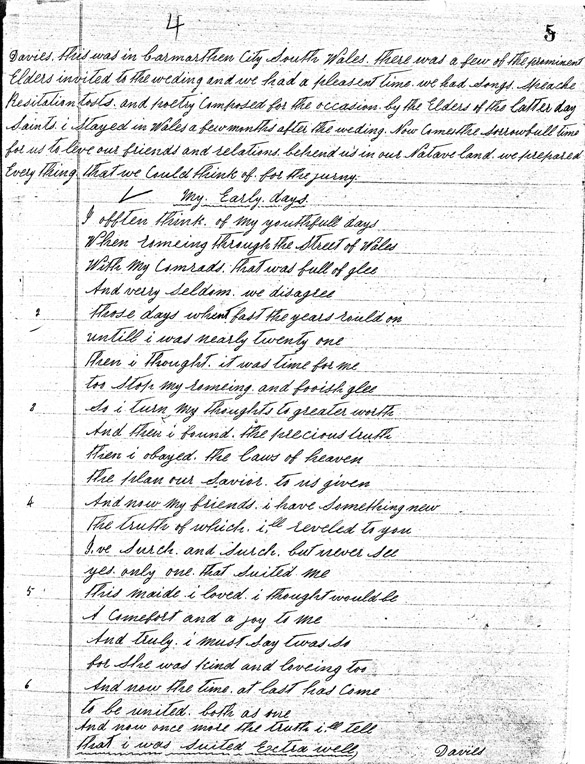 4
5
Davies. this was in Carmarthen City South Wales. there was a few of the prominent
Elders invited to the weding and we had a pleasent time. we had Songs. Speache
Resitation tosts. and poetry Composed for the occasion. by the Elders of the latter day
Saints. i Stayed in Wales a few months after the weding. Now Comes the Sorrowfull time
for us to leve our friends and relations. behend us in our Natave land. we prepared
Every thing. that we Could think of. for the jurny.
My. Early. days.
I offten think. of my youthfull days
When romeing through the Street of Wales
With My Comrads. that was full of glee
And verry Seldom. we disagree
2 those days whent fast the years rould on
untill i was nearly twenty one
then i thought. it was time for me
too Stop my romeing. and foolish glee
3 So i turn my thoughts to greater worth
And then i found. the precious truth
then i obayed. the laws of heaven
the plan our Savior. to us given
4 And now my friends. i have Something new
the truth of which. i'll reveled to you
I.ve Surch. and Surch. but never see
yes. only one. that Suited me
5 this maide i loved. i thought would be
A Comefort and a joy to me
And truly. i must Say twas so
for She was kind and loveing too
6 And now the time. at last has Come
to be united. both as one
And now once more the truth i'll tell
that i was Suited Extra well
Davies